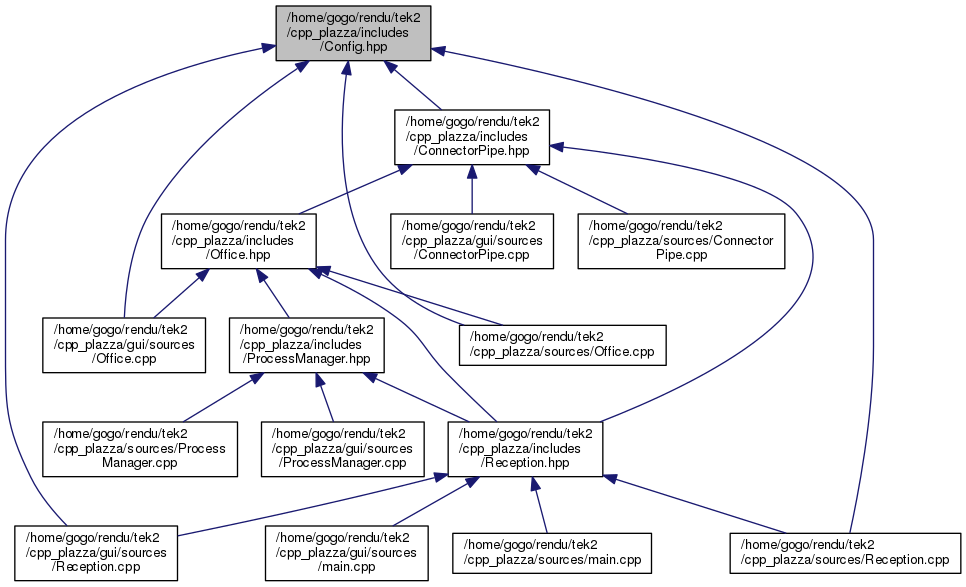 /home/gogo/rendu/tek2
/cpp_plazza/includes
/Config.hpp
/home/gogo/rendu/tek2
/cpp_plazza/includes
/ConnectorPipe.hpp
/home/gogo/rendu/tek2
/cpp_plazza/includes
/Office.hpp
/home/gogo/rendu/tek2
/cpp_plazza/gui/sources
/ConnectorPipe.cpp
/home/gogo/rendu/tek2
/cpp_plazza/sources/Connector
Pipe.cpp
/home/gogo/rendu/tek2
/cpp_plazza/gui/sources
/Office.cpp
/home/gogo/rendu/tek2
/cpp_plazza/includes
/ProcessManager.hpp
/home/gogo/rendu/tek2
/cpp_plazza/sources/Office.cpp
/home/gogo/rendu/tek2
/cpp_plazza/sources/Process
Manager.cpp
/home/gogo/rendu/tek2
/cpp_plazza/gui/sources
/ProcessManager.cpp
/home/gogo/rendu/tek2
/cpp_plazza/includes
/Reception.hpp
/home/gogo/rendu/tek2
/cpp_plazza/gui/sources
/Reception.cpp
/home/gogo/rendu/tek2
/cpp_plazza/gui/sources
/main.cpp
/home/gogo/rendu/tek2
/cpp_plazza/sources/main.cpp
/home/gogo/rendu/tek2
/cpp_plazza/sources/Reception.cpp